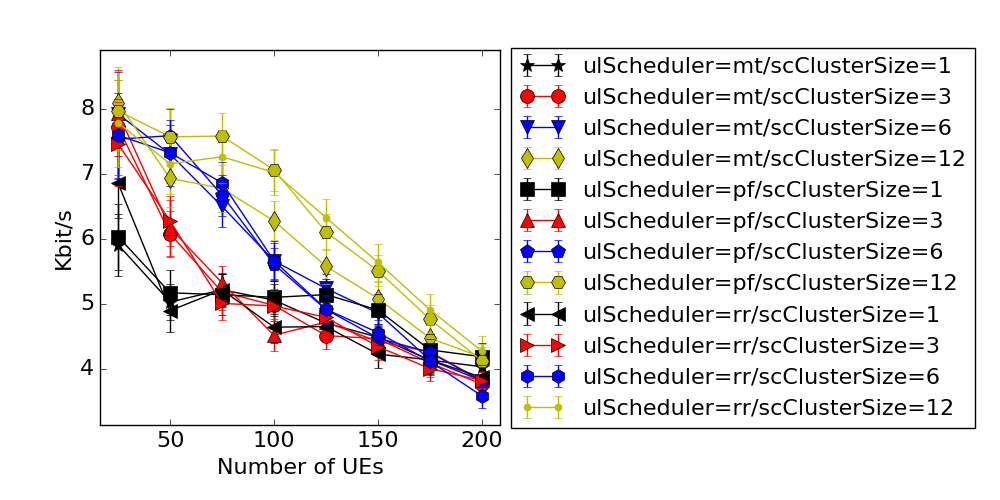 Kbit/s
8
7
6
5
4
50 100 150 200
Number of UEs
ulScheduler=mt/scClusterSize=1
ulScheduler=mt/scClusterSize=3
ulScheduler=mt/scClusterSize=6
ulScheduler=mt/scClusterSize=12
ulScheduler=pf/scClusterSize=1
ulScheduler=pf/scClusterSize=3
ulScheduler=pf/scClusterSize=6
ulScheduler=pf/scClusterSize=12
ulScheduler=rr/scClusterSize=1
ulScheduler=rr/scClusterSize=3
ulScheduler=rr/scClusterSize=6
ulScheduler=rr/scClusterSize=12